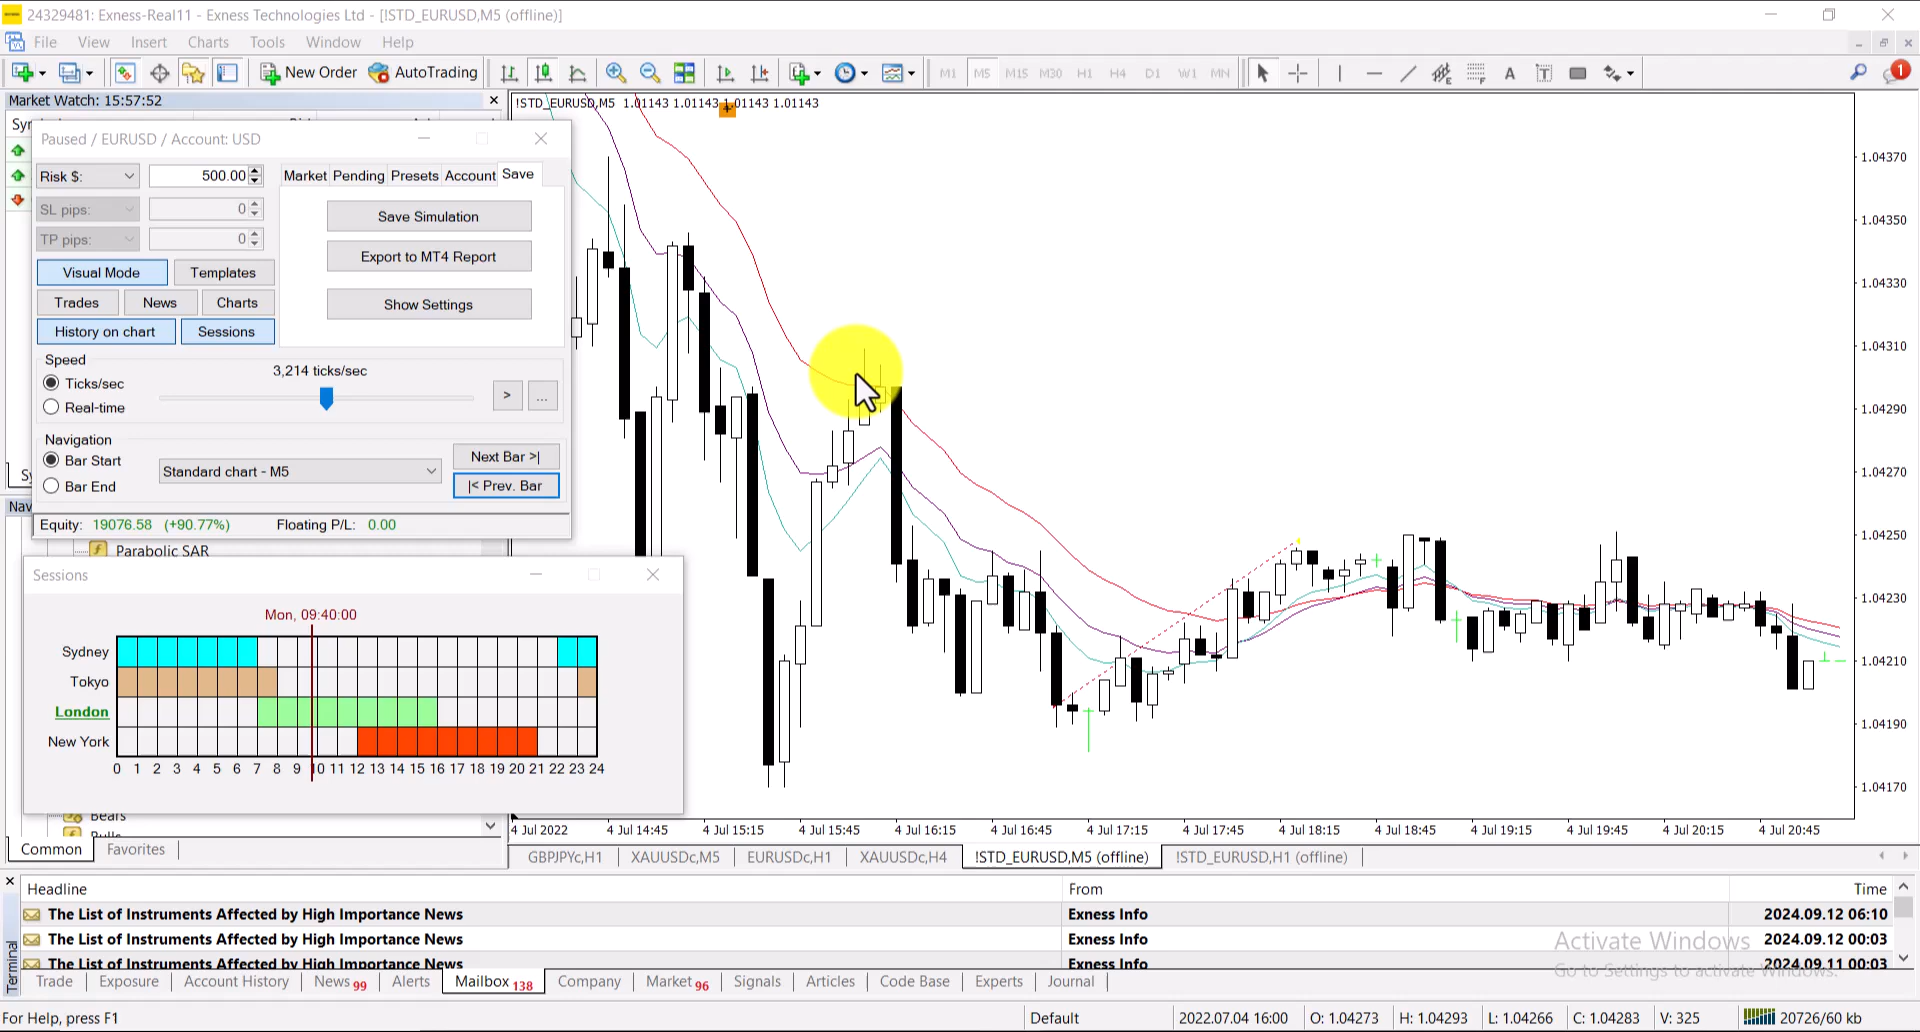 24329481: Exness-Real11 - Exness Technologies Ltd - [!STD_EURUSD,M5 (offline)]
File View Insert Charts Tools Window Help
New Order AutoTrading M1 M5 M15 M30 H1 H4 D1 W1 MN A T 1
Market Watch: 15:57:52
!STD_EURUSD,M5 1.01143 1.01143 1.01143 1.01143
Paused / EURUSD / Account: USD
Risk $: 500.00
SL pips: 0
TP pips: 0
Visual Mode Templates
Trades News Charts
History on chart Sessions
Market Pending Presets Account Save
Save Simulation
Export to MT4 Report
Show Settings
Speed
Ticks/sec
Real-time
3,214 ticks/sec
> ...
Navigation
Bar Start
Bar End
Standard chart - M5
Next Bar >|
|< Prev. Bar
Equity: 19076.58 (+90.77%) Floating P/L: 0.00
Parabolic SAR
Sessions
Mon, 09:40:00
Sydney
Tokyo
London
New York
0 1 2 3 4 5 6 7 8 9 10 11 12 13 14 15 16 17 18 19 20 21 22 23 24
Bears
Bulls
Common Favorites
1.04370
1.04350
1.04330
1.04310
1.04290
1.04270
1.04250
1.04230
1.04210
1.04190
1.04170
4 Jul 2022 4 Jul 14:45 4 Jul 15:15 4 Jul 15:45 4 Jul 16:15 4 Jul 16:45 4 Jul 17:15 4 Jul 17:45 4 Jul 18:15 4 Jul 18:45 4 Jul 19:15 4 Jul 19:45 4 Jul 20:15 4 Jul 20:45
GBPJPYc,H1 XAUUSDc,M5 EURUSDc,H1 XAUUSDc,H4 !STD_EURUSD,M5 (offline) !STD_EURUSD,H1 (offline)
Headline From Time
The List of Instruments Affected by High Importance News Exness Info 2024.09.12 06:10
The List of Instruments Affected by High Importance News Exness Info 2024.09.12 00:03
The List of Instruments Affected by High Importance News Exness Info 2024.09.11 00:03
Activate Windows
Go to Settings to activate Windows.
Terminal
Trade Exposure Account History News 99 Alerts Mailbox 138 Company Market 96 Signals Articles Code Base Experts Journal
For Help, press F1 Default 2022.07.04 16:00 O: 1.04273 H: 1.04293 L: 1.04266 C: 1.04283 V: 325 20726/60 kb